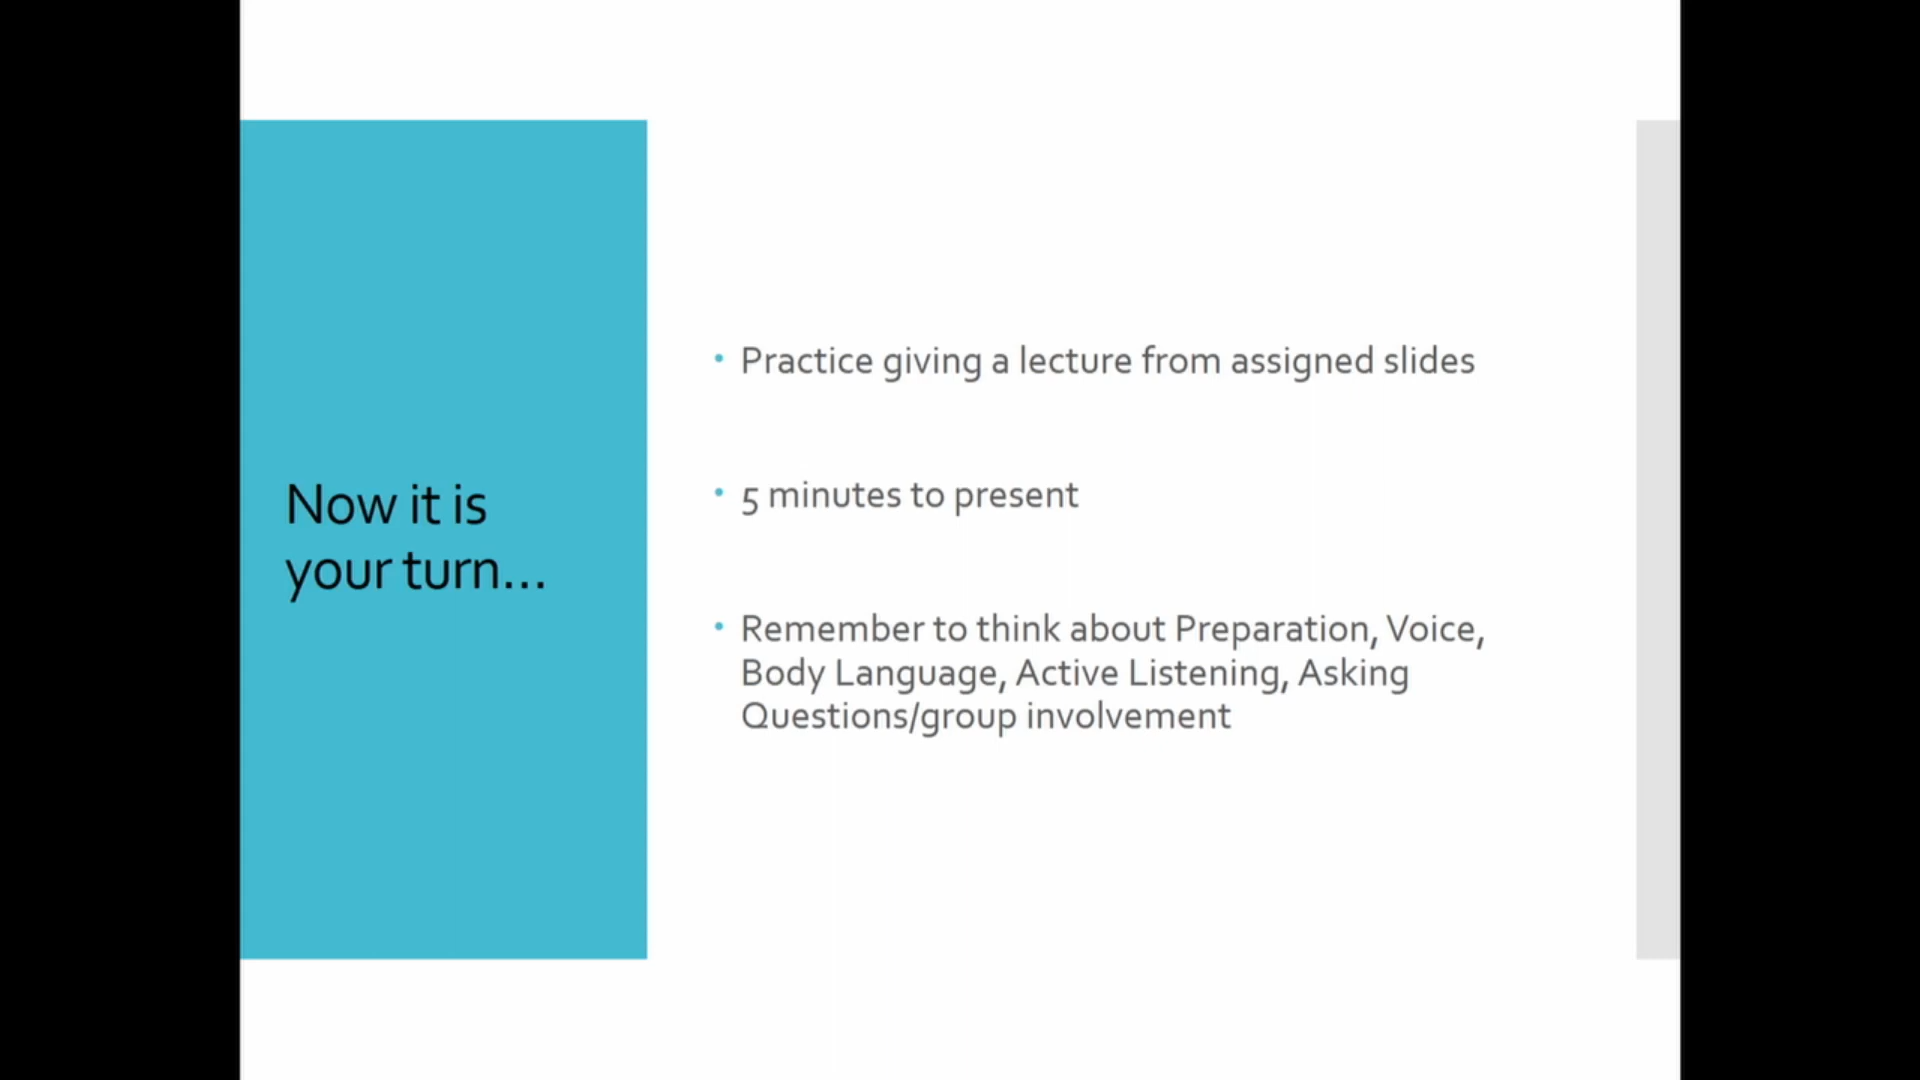 Now it is
your turn...
• Practice giving a lecture from assigned slides
• 5 minutes to present
• Remember to think about Preparation, Voice,
Body Language, Active Listening, Asking
Questions/group involvement